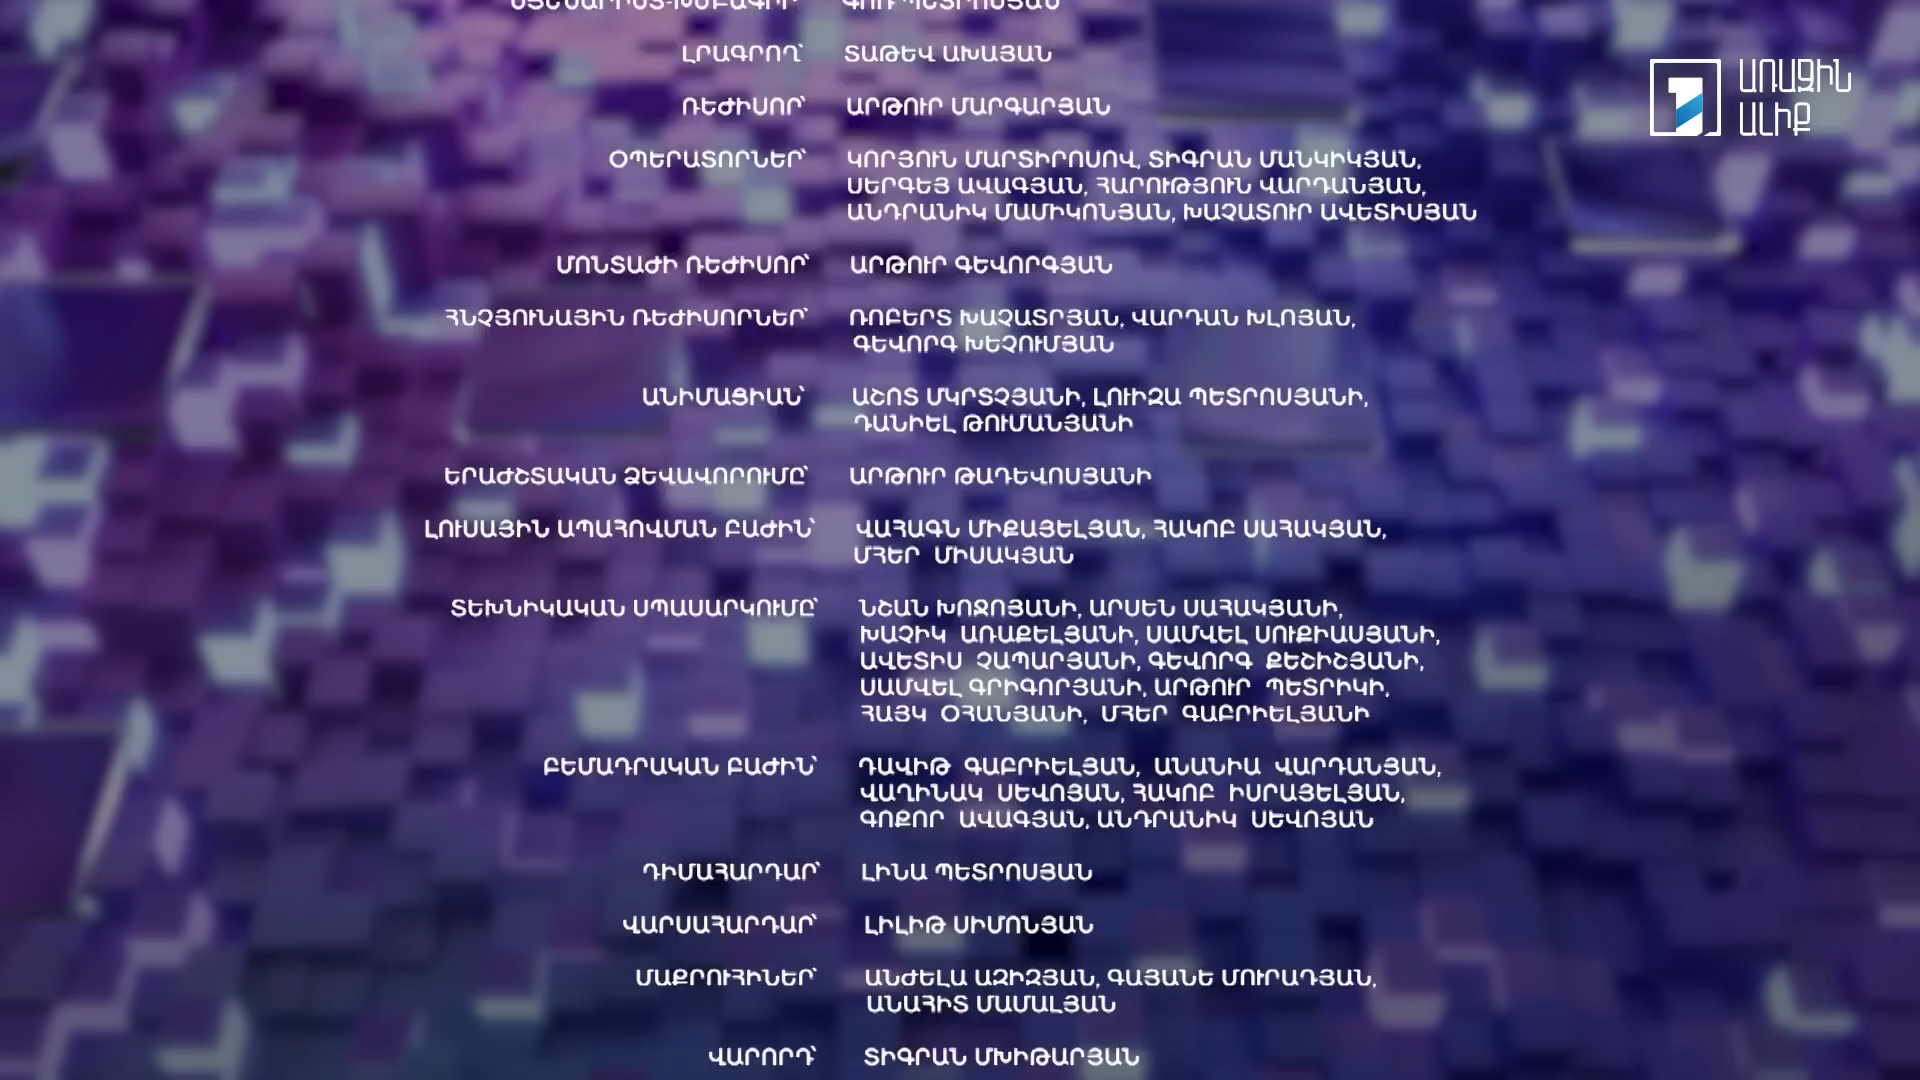 ԳՈՌ ՊԵՏՐՈՍՅԱՆ
ԼՐԱԳՐՈՂ՝ ՏԱԹԵՎ ԱԽԱՅԱՆ
ՌԵԺԻՍՈՐ՝ ԱՐԹՈՒՐ ՄԱՐԳԱՐՅԱՆ
ՕՊԵՐԱՏՈՐՆԵՐ՝ ԿՈՐՅՈՒՆ ՄԱՐՏԻՐՈՍՈՎ, ՏԻԳՐԱՆ ՄԱՆԿԻԿՅԱՆ,
ՍԵՐԳԵՅ ԱՎԱԳՅԱՆ, ՀԱՐՈՒԹՅՈՒՆ ՎԱՐԴԱՆՅԱՆ,
ԱՆԴՐԱՆԻԿ ՄԱՄԻԿՈՆՅԱՆ, ԽԱՉԱՏՈՒՐ ԱՎԵՏԻՍՅԱՆ
ՄՈՆՏԱԺԻ ՌԵԺԻՍՈՐ՝ ԱՐԹՈՒՐ ԳԵՎՈՐԳՅԱՆ
ՀՆՉՅՈՒՆԱՅԻՆ ՌԵԺԻՍՈՐՆԵՐ՝ ՌՈԲԵՐՏ ԽԱՉԱՏՐՅԱՆ, ՎԱՐԴԱՆ ԽԼՈՅԱՆ,
ԳԵՎՈՐԳ ԽԵՉՈՒՄՅԱՆ
ԱՆԻՄԱՑԻԱՆ՝ ԱՇՈՏ ՄԿՐՏՉՅԱՆԻ, ԼՈՒԻԶԱ ՊԵՏՐՈՍՅԱՆԻ,
ԴԱՆԻԵԼ ԹՈՒՄԱՆՅԱՆԻ
ԵՐԱԺՇՏԱԿԱՆ ՁԵՎԱՎՈՐՈՒՄԸ՝ ԱՐԹՈՒՐ ԹԱԴԵՎՈՍՅԱՆԻ
ԼՈՒՍԱՅԻՆ ԱՊԱՀՈՎՄԱՆ ԲԱԺԻՆ՝ ՎԱՀԱԳՆ ՄԻՔԱՅԵԼՅԱՆ, ՀԱԿՈԲ ՍԱՀԱԿՅԱՆ,
ՄՀԵՐ ՄԻՍԱԿՅԱՆ
ՏԵԽՆԻԿԱԿԱՆ ՍՊԱՍԱՐԿՈՒՄԸ՝ ՆՇԱՆ ԽՈՋՈՅԱՆԻ, ԱՐՍԵՆ ՍԱՀԱԿՅԱՆԻ,
ԽԱՉԻԿ ԱՌԱՔԵԼՅԱՆԻ, ՍԱՄՎԵԼ ՍՈՒՔԻԱՍՅԱՆԻ,
ԱՎԵՏԻՍ ՉԱՊԱՐՅԱՆԻ, ԳԵՎՈՐԳ ՔԵՇԻՇՅԱՆԻ,
ՍԱՄՎԵԼ ԳՐԻԳՈՐՅԱՆԻ, ԱՐԹՈՒՐ ՊԵՏՐԻԿԻ,
ՀԱՅԿ ՕՀԱՆՅԱՆԻ, ՄՀԵՐ ԳԱԲՐԻԵԼՅԱՆԻ
ԲԵՄԱԴՐԱԿԱՆ ԲԱԺԻՆ՝ ԴԱՎԻԹ ԳԱԲՐԻԵԼՅԱՆ, ԱՆԱՆԻԱ ՎԱՐԴԱՆՅԱՆ,
ՎԱՂԻՆԱԿ ՍԵՎՈՅԱՆ, ՀԱԿՈԲ ԻՍՐԱՅԵԼՅԱՆ,
ԳՈՔՈՐ ԱՎԱԳՅԱՆ, ԱՆԴՐԱՆԻԿ ՍԵՎՈՅԱՆ
ԴԻՄԱՀԱՐԴԱՐ՝ ԼԻՆԱ ՊԵՏՐՈՍՅԱՆ
ՎԱՐՍԱՀԱՐԴԱՐ՝ ԼԻԼԻԹ ՍԻՄՈՆՅԱՆ
ՄԱՔՐՈՒՀԻՆԵՐ՝ ԱՆԺԵԼԱ ԱԶԻԶՅԱՆ, ԳԱՅԱՆԵ ՄՈՒՐԱԴՅԱՆ,
ԱՆԱՀԻՏ ՄԱՄԱԼՅԱՆ
ՎԱՐՈՐԴ՝ ՏԻԳՐԱՆ ՄԽԻԹԱՐՅԱՆ
1 ԱՌԱՋԻՆ
ԱԼԻՔ